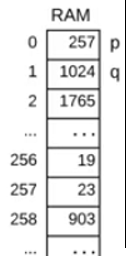 RAM
0 257 p
1 1024 q
2 1765
... ...
256 19
257 23
258 903
... ...